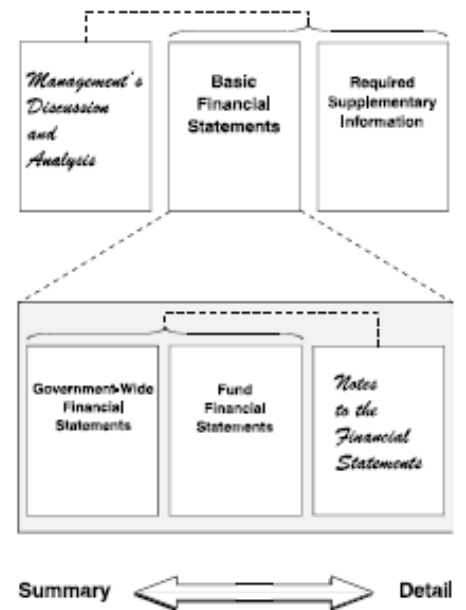 Management's
Discussion
and
Analysis
Basic
Financial
Statements
Required
Supplementary
Information
Government-Wide
Financial
Statements
Fund
Financial
Statements
Notes
to the
Financial
Statements
Summary
Detail